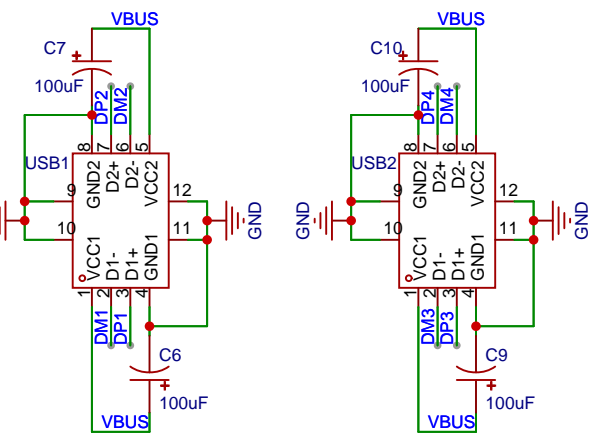 VBUS
C7
+
100uF
DP2
DM2
8
7
6
5
USB1
GND2
D2+
D2-
VCC2
9
12
10
11
GND
VCC1
D1-
D1+
GND1
1
2
3
4
DM1
DP1
C6
+
100uF
VBUS
VBUS
C10
+
100uF
DP4
DM4
8
7
6
5
USB2
GND2
D2+
D2-
VCC2
9
12
GND
10
11
GND
VCC1
D1-
D1+
GND1
1
2
3
4
DM3
DP3
C9
+
100uF
VBUS